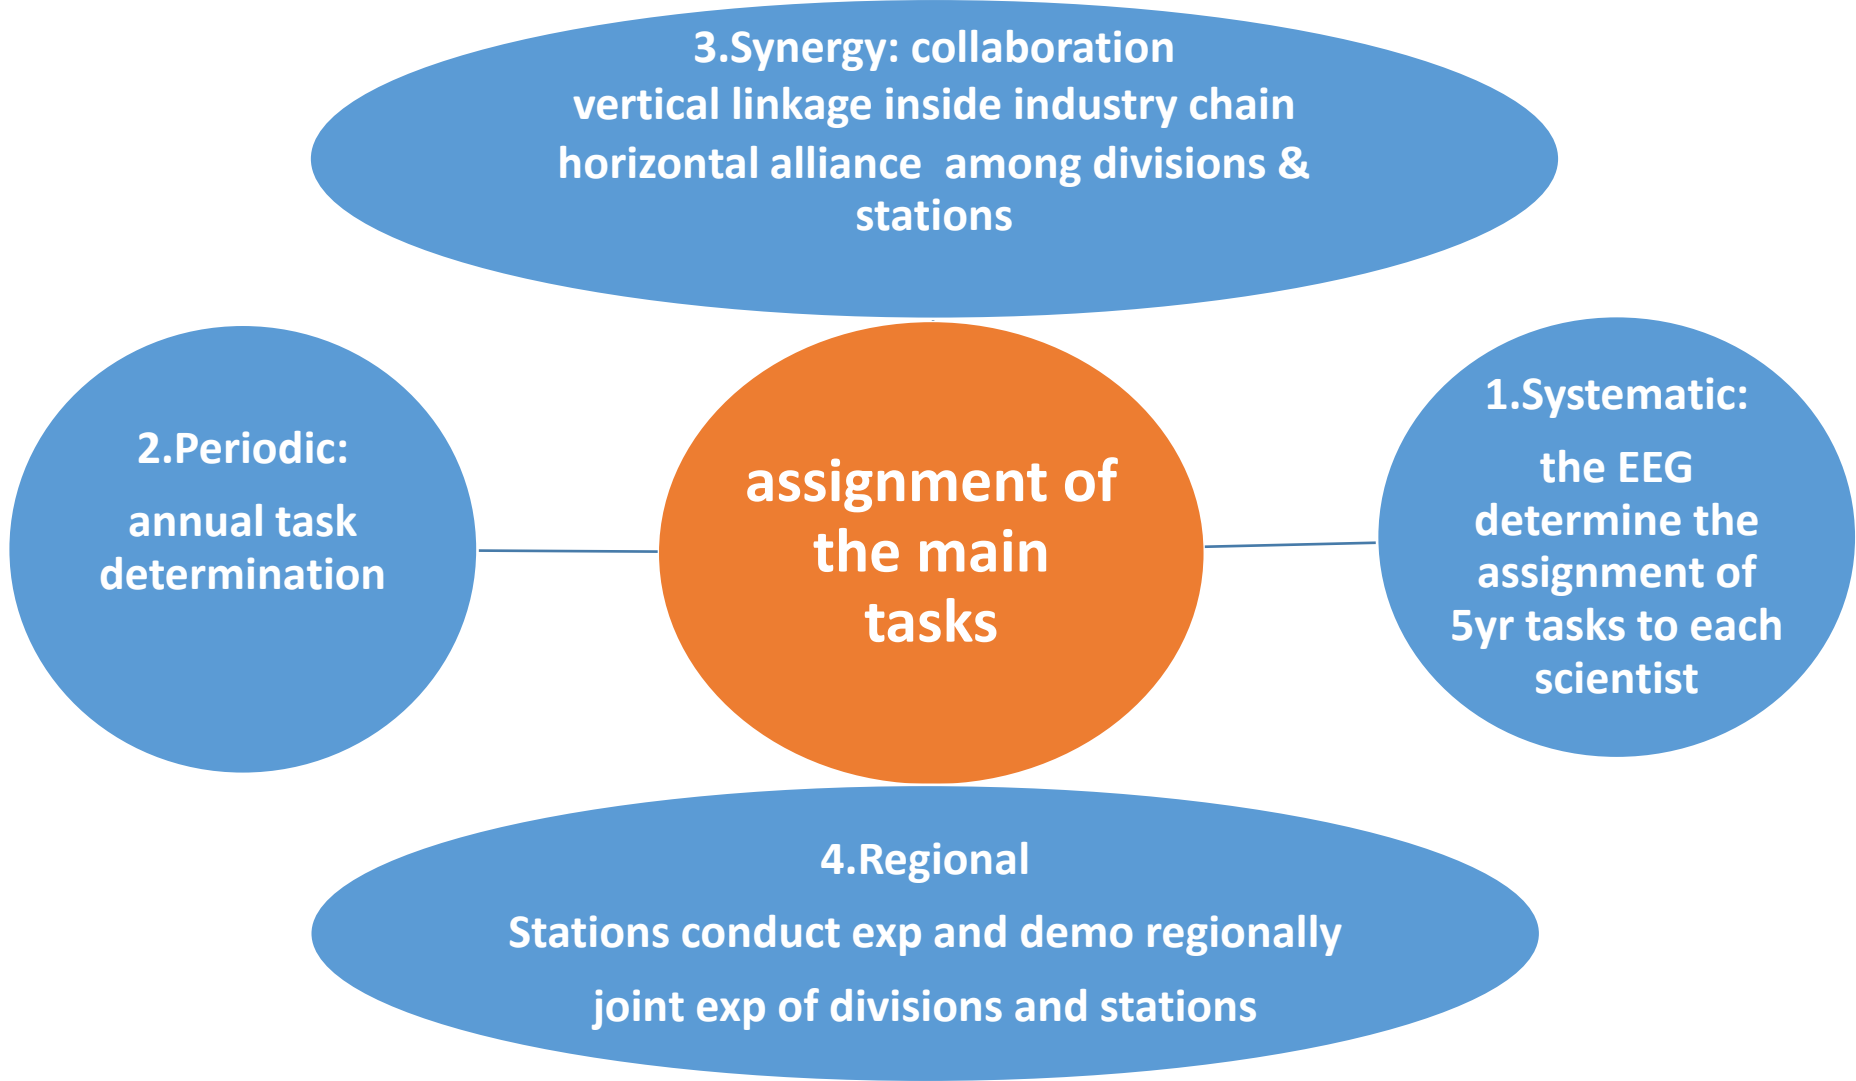 3.Synergy: collaboration
vertical linkage inside industry chain
horizontal alliance  among divisions &
stations
2.Periodic:
annual task
determination
assignment of
the main
tasks
1.Systematic:
the EEG
determine the
assignment of
5yr tasks to each
scientist
4.Regional
Stations conduct exp and demo regionally
joint exp of divisions and stations